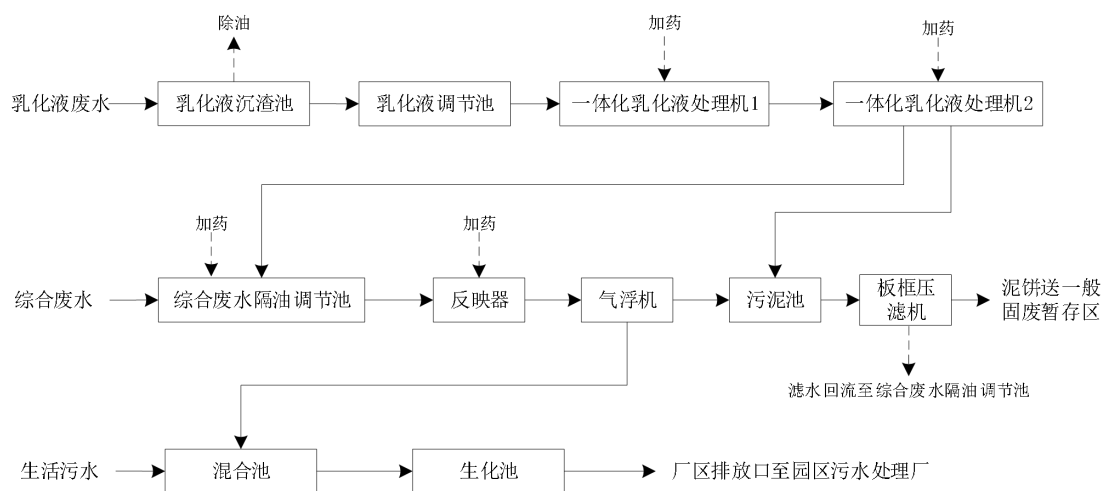 除油
加药
加药
乳化液废水
乳化液沉渣池
乳化液调节池
一体化乳化液处理机1
一体化乳化液处理机2
加药
加药
综合废水
综合废水隔油调节池
反映器
气浮机
污泥池
板框压
滤机
泥饼送一般
固废暂存区
滤水回流至综合废水隔油调节池
生活污水
混合池
生化池
厂区排放口至园区污水处理厂